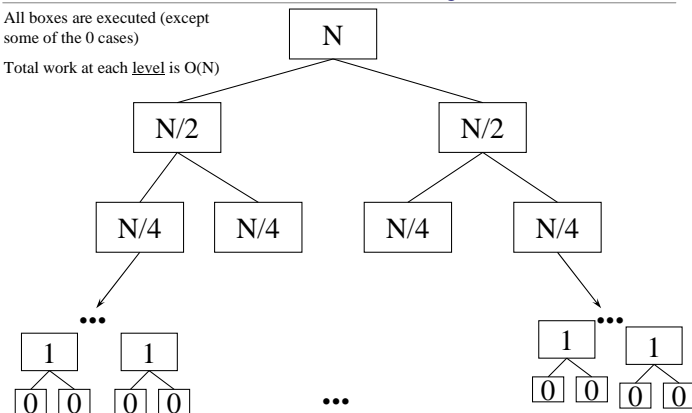 All boxes are executed (except
some of the 0 cases)
Total work at each level is O(N)
N
N/2 N/2
N/4 N/4 N/4 N/4
... ...
1 1 1 1
0 0 0 0 0 0 0 0
...